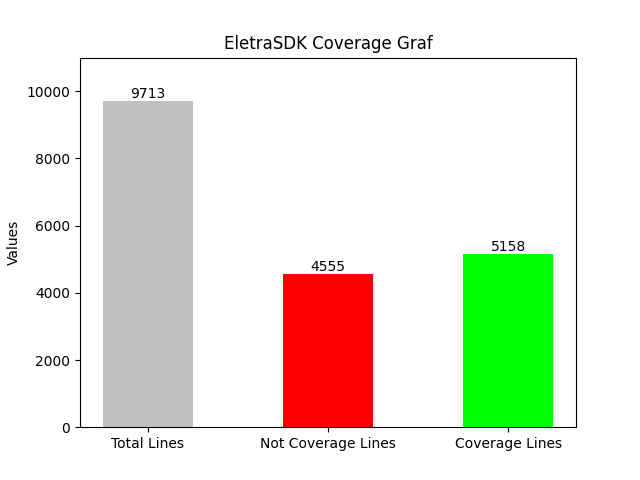 EletraSDK Coverage Graf
Values
10000
8000
6000
4000
2000
0
9713
4555
5158
Total Lines
Not Coverage Lines
Coverage Lines